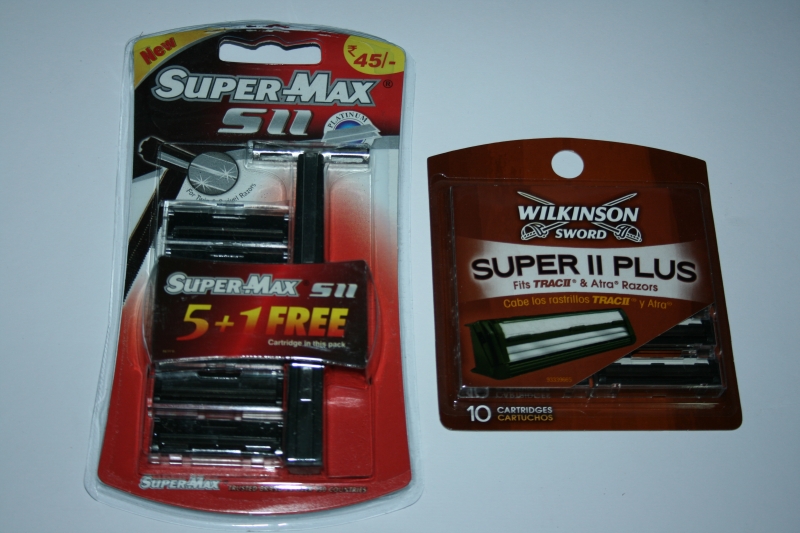 New
₹45/-
SUPER-MAX®
SII
PLATINUM
SUPER-MAX SII
5+1 FREE
Cartridge in this pack
SUPER-MAX
WILKINSON
SWORD
SUPER II PLUS
Fits TRACII® & Atra® Razors
Cabe los rastrillos TRACII® y Atra®
10 CARTRIDGES
CARTUCHOS